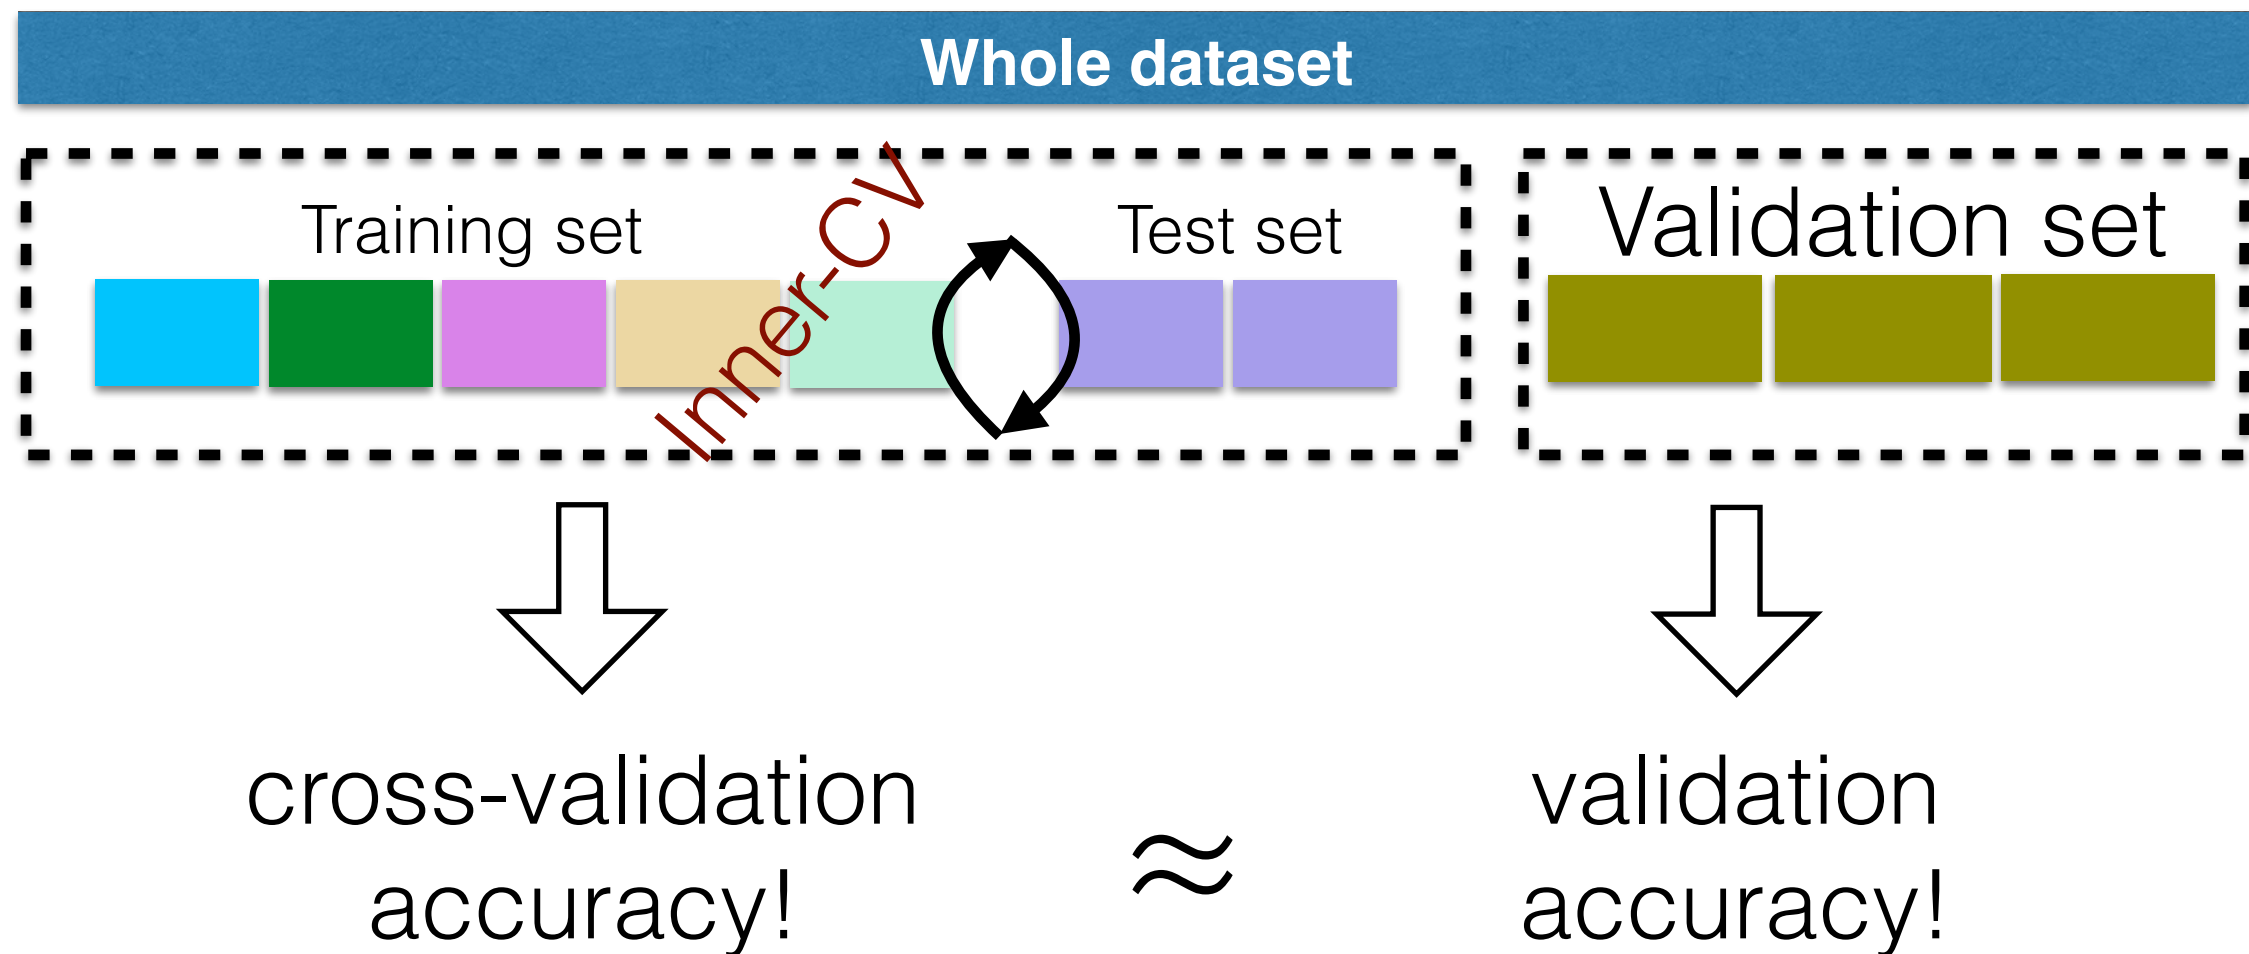 Whole dataset
Training set
Inner-CV
Test set
Validation set
cross-validation
accuracy!
≈
validation
accuracy!